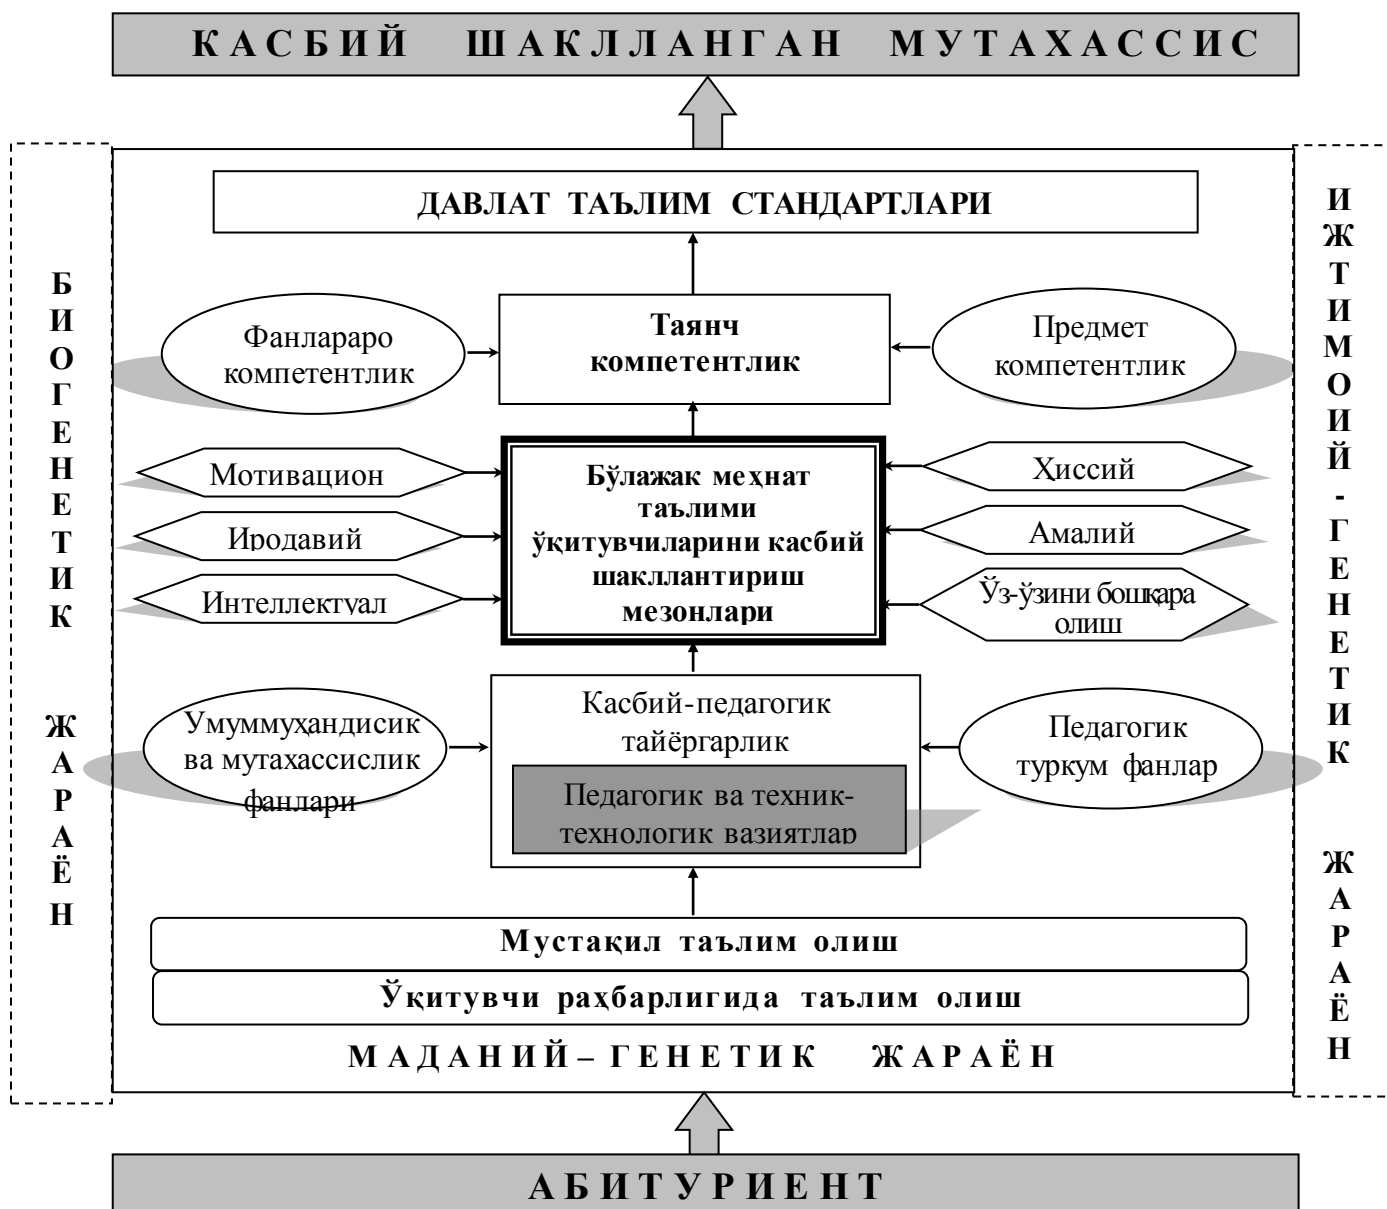 КАСБИЙ ШАКЛЛАНГАН МУТАХАССИС
БИОГЕНЕТИК ЖАРАЁН
ДАВЛАТ ТАЪЛИМ СТАНДАРТЛАРИ
Фанлараро
компетентлик
Таянч
компетентлик
Предмет
компетентлик
Мотивацион
Иродавий
Интеллектуал
Бўлажак меҳнат
таълими
ўқитувчиларини касбий
шакллантириш
мезонлари
Ҳиссий
Амалий
Ўз-ўзини бошқара
олиш
Умуммуҳандисик
ва мутахассислик
фанлари
Касбий-педагогик
тайёргарлик
Педагогик ва техник-
технологик вазиятлар
Педагогик
туркум фанлар
Мустақил таълим олиш
Ўқитувчи раҳбарлигида таълим олиш
МАДАНИЙ – ГЕНЕТИК ЖАРАЁН
ИЖТИМОИЙ-ГЕНЕТИК ЖАРАЁН
АБИТУРИЕНТ